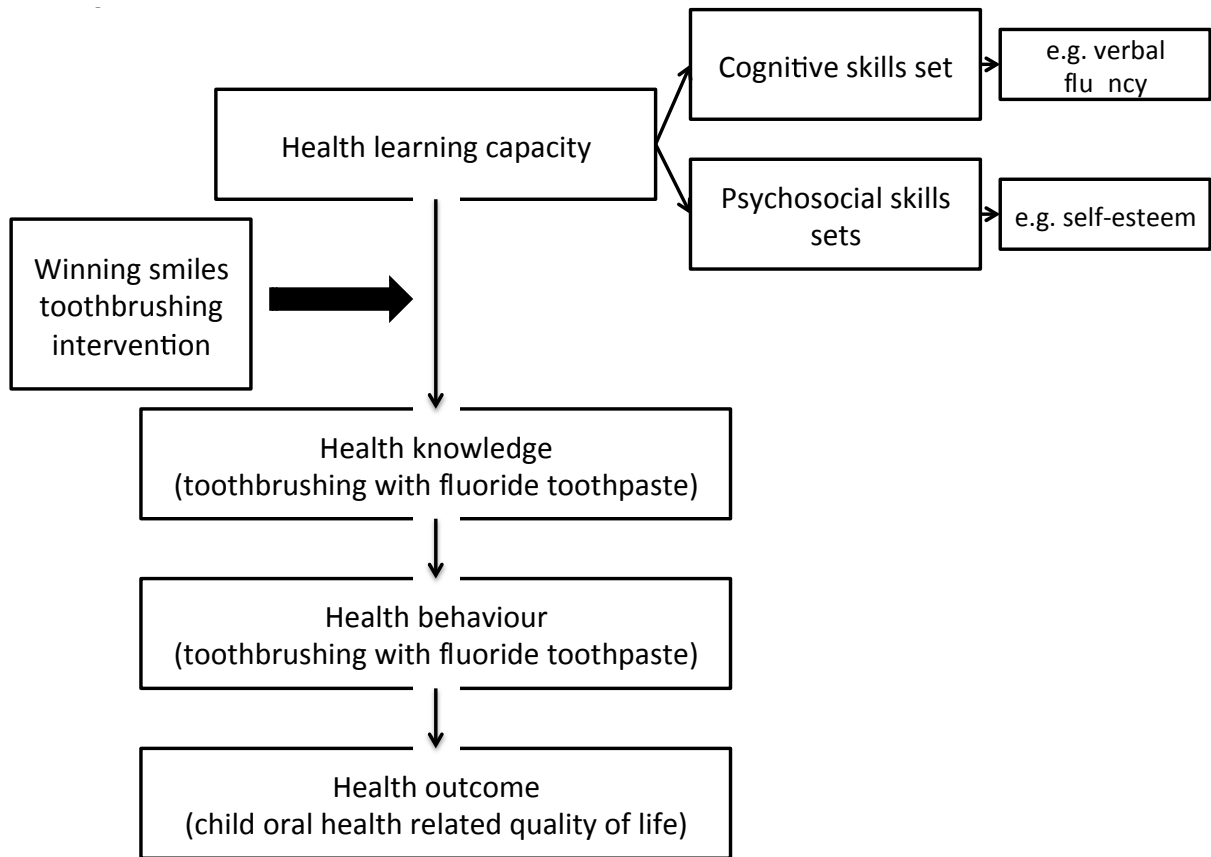 Cognitive skills set
e.g. verbal
flu ncy
Health learning capacity
Psychosocial skills
sets
e.g. self-esteem
Winning smiles
toothbrushing
intervention
Health knowledge
(toothbrushing with fluoride toothpaste)
Health behaviour
(toothbrushing with fluoride toothpaste)
Health outcome
(child oral health related quality of life)